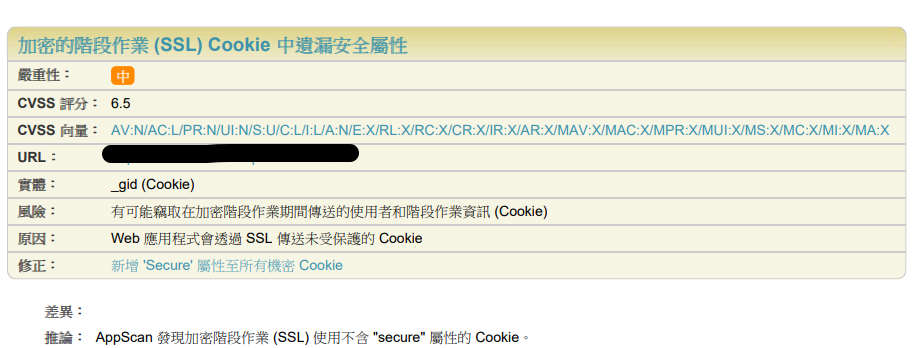 加密的階段作業 (SSL) Cookie 中遺漏安全屬性
嚴重性： 中
CVSS 評分： 6.5
CVSS 向量： AV:N/AC:L/PR:N/UI:N/S:U/C:L/I:L/A:N/E:X/RL:X/RC:X/CR:X/IR:X/AR:X/MAV:X/MAC:X/MPR:X/MUI:X/MS:X/MC:X/MI:X/MA:X
URL：
實體： _gid (Cookie)
風險： 有可能竊取在加密階段作業期間傳送的使用者和階段作業資訊 (Cookie)
原因： Web 應用程式會透過 SSL 傳送未受保護的 Cookie
修正： 新增 'Secure' 屬性至所有機密 Cookie
差異：
推論： AppScan 發現加密階段作業 (SSL) 使用不含 "secure" 屬性的 Cookie。